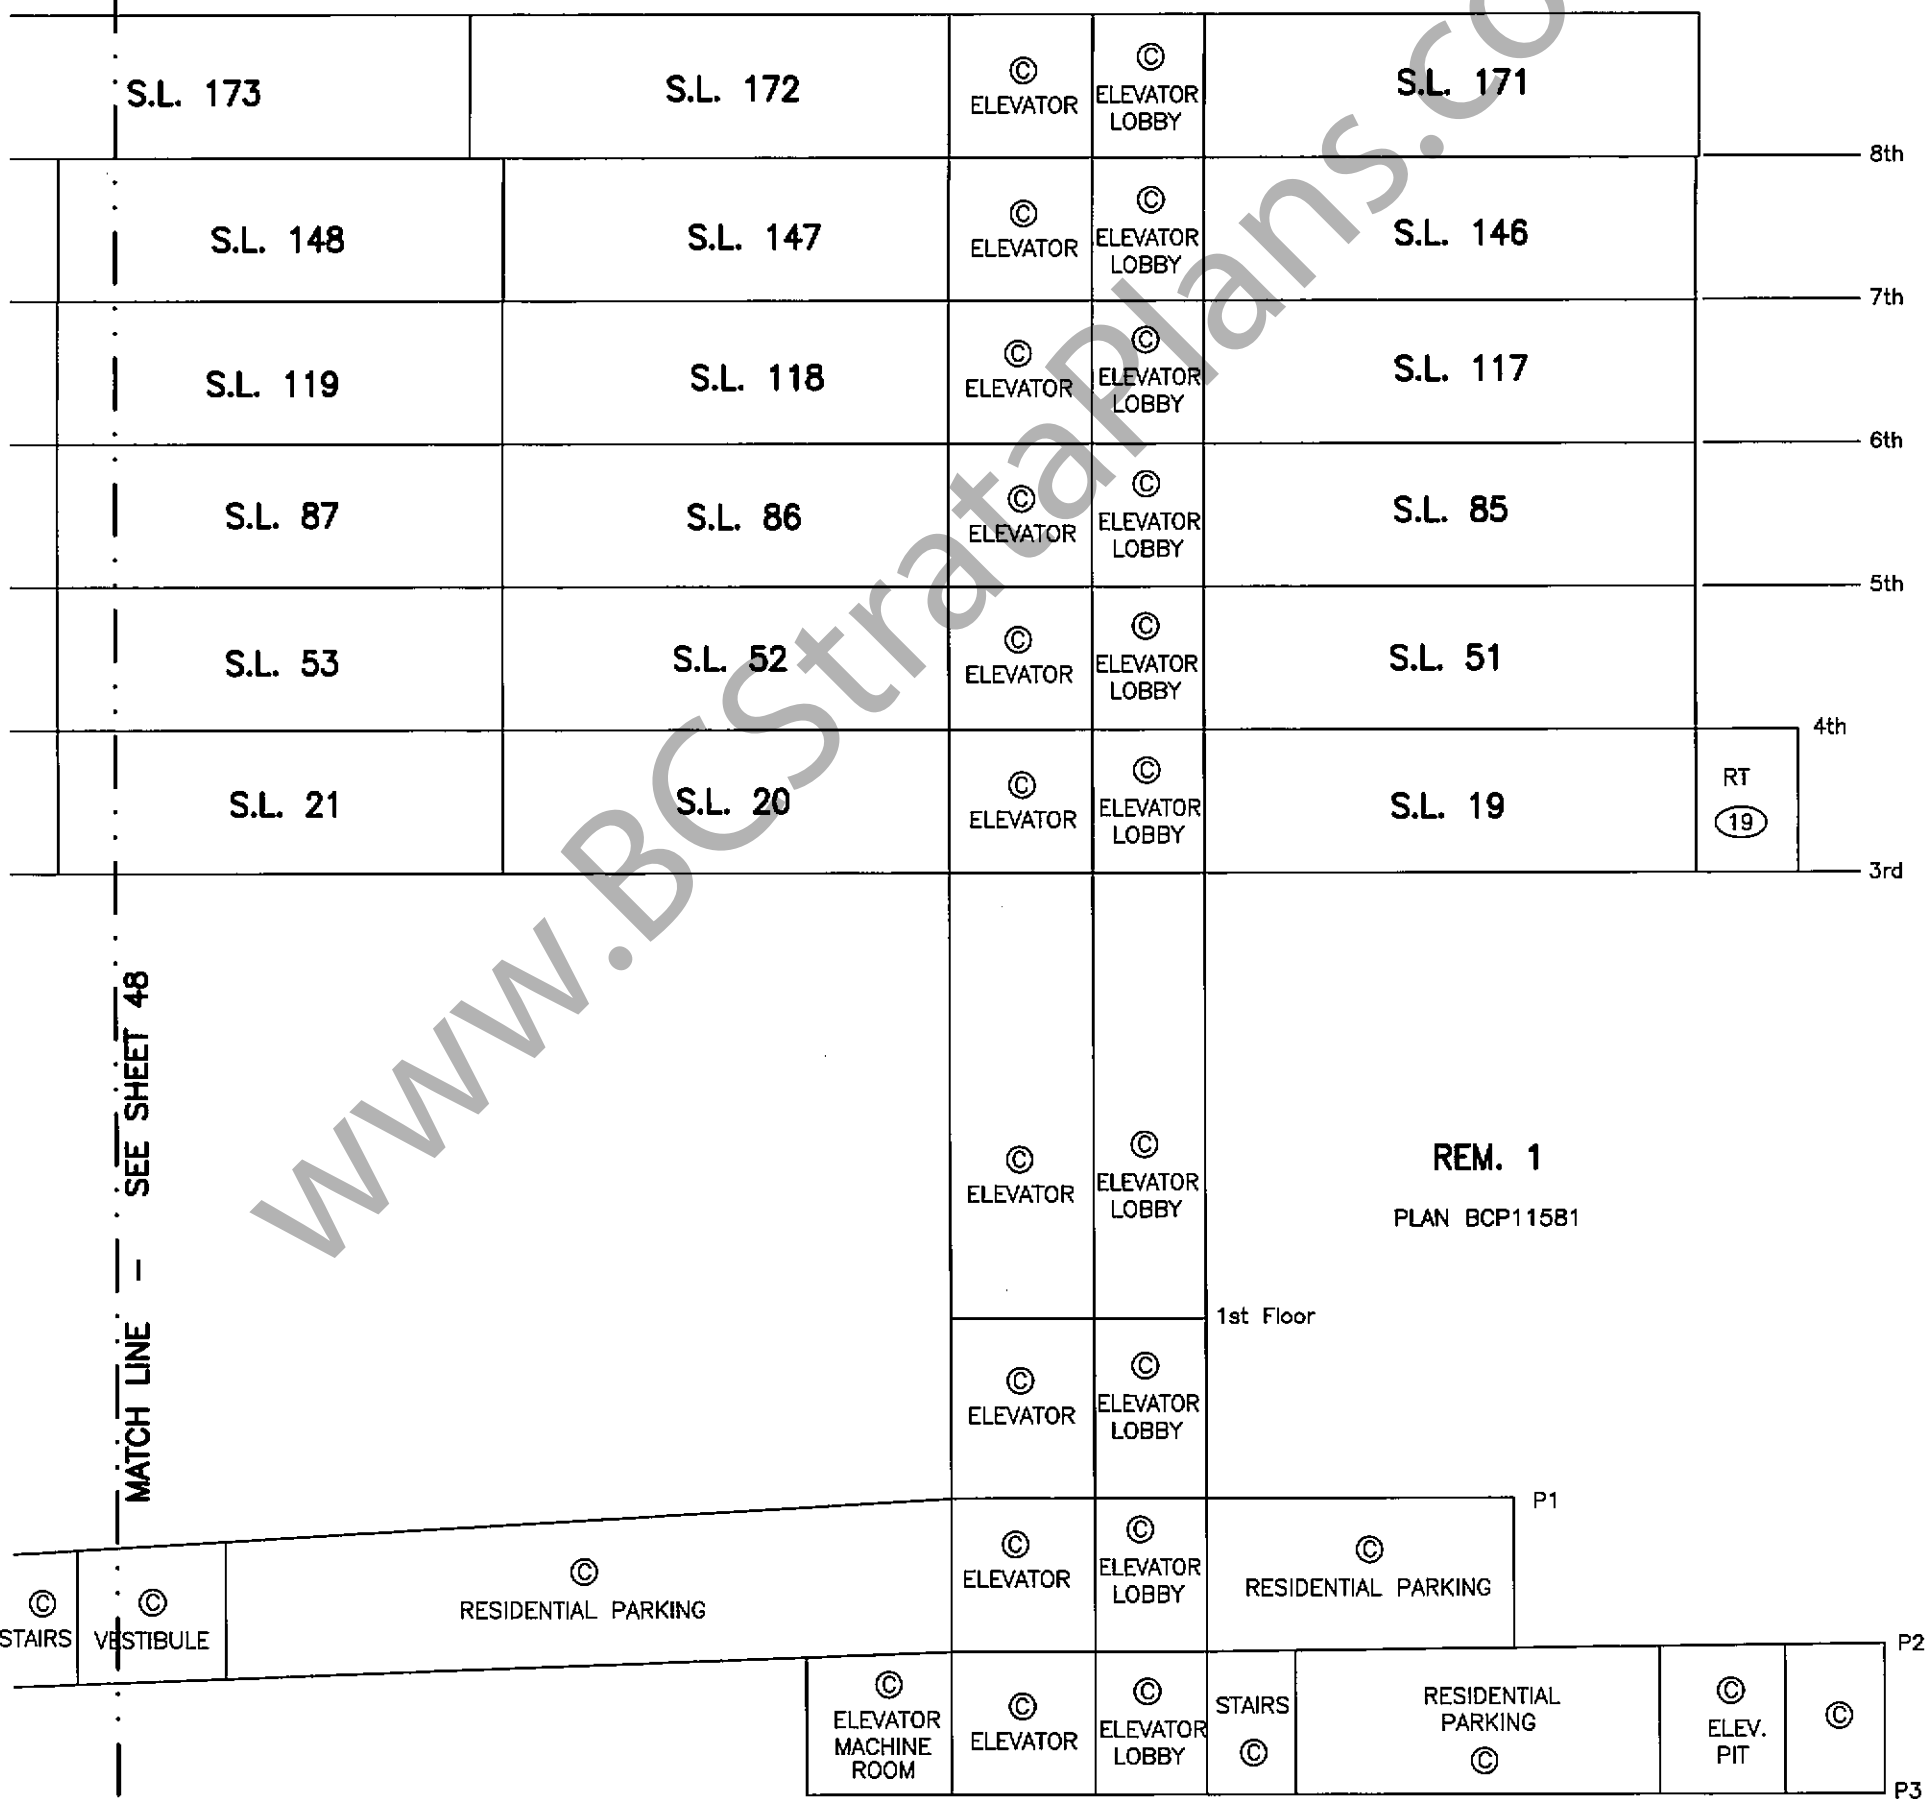 S.L. 173
S.L. 172
©
ELEVATOR
©
ELEVATOR
LOBBY
S.L. 171
8th
S.L. 148
S.L. 147
©
ELEVATOR
©
ELEVATOR
LOBBY
S.L. 146
7th
S.L. 119
S.L. 118
©
ELEVATOR
©
ELEVATOR
LOBBY
S.L. 117
6th
S.L. 87
S.L. 86
©
ELEVATOR
©
ELEVATOR
LOBBY
S.L. 85
5th
S.L. 53
S.L. 52
©
ELEVATOR
©
ELEVATOR
LOBBY
S.L. 51
4th
S.L. 21
S.L. 20
©
ELEVATOR
©
ELEVATOR
LOBBY
S.L. 19
RT
19
3rd
MATCH LINE - SEE SHEET 48
©
ELEVATOR
©
ELEVATOR
LOBBY
REM. 1
PLAN BCP11581
1st Floor
©
ELEVATOR
©
ELEVATOR
LOBBY
P1
©
STAIRS
©
VESTIBULE
©
RESIDENTIAL PARKING
©
ELEVATOR
©
ELEVATOR
LOBBY
©
RESIDENTIAL PARKING
P2
©
ELEVATOR
MACHINE
ROOM
©
ELEVATOR
©
ELEVATOR
LOBBY
STAIRS
©
RESIDENTIAL
PARKING
©
©
ELEV.
PIT
©
P3
www.BCStrataPlans.co